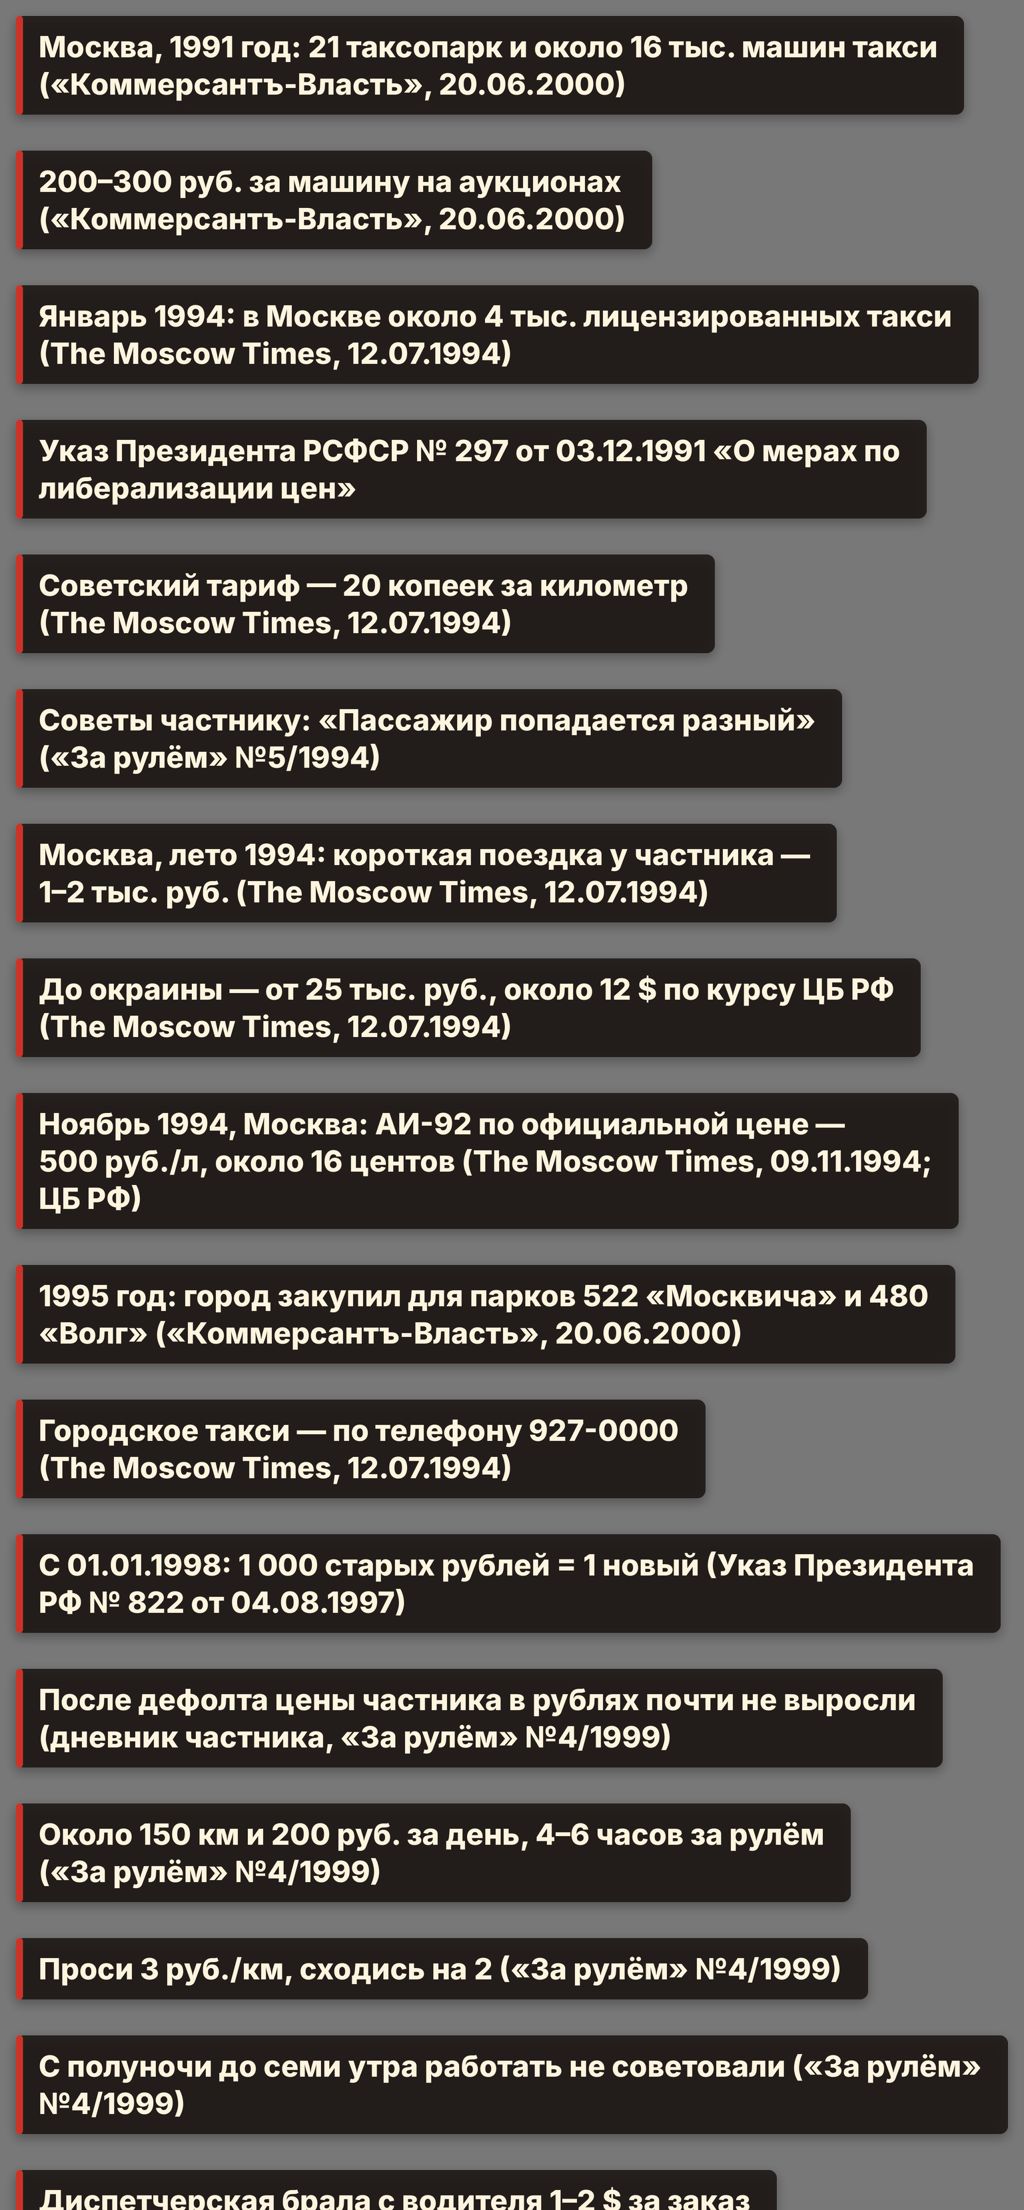 Москва, 1991 год: 21 таксопарк и около 16 тыс. машин такси
(«Коммерсантъ-Власть», 20.06.2000)
200–300 руб. за машину на аукционах
(«Коммерсантъ-Власть», 20.06.2000)
Январь 1994: в Москве около 4 тыс. лицензированных такси
(The Moscow Times, 12.07.1994)
Указ Президента РСФСР № 297 от 03.12.1991 «О мерах по
либерализации цен»
Советский тариф — 20 копеек за километр
(The Moscow Times, 12.07.1994)
Советы частнику: «Пассажир попадается разный»
(«За рулём» №5/1994)
Москва, лето 1994: короткая поездка у частника —
1–2 тыс. руб. (The Moscow Times, 12.07.1994)
До окраины — от 25 тыс. руб., около 12 $ по курсу ЦБ РФ
(The Moscow Times, 12.07.1994)
Ноябрь 1994, Москва: АИ-92 по официальной цене —
500 руб./л, около 16 центов (The Moscow Times, 09.11.1994;
ЦБ РФ)
1995 год: город закупил для парков 522 «Москвича» и 480
«Волг» («Коммерсантъ-Власть», 20.06.2000)
Городское такси — по телефону 927-0000
(The Moscow Times, 12.07.1994)
С 01.01.1998: 1 000 старых рублей = 1 новый (Указ Президента
РФ № 822 от 04.08.1997)
После дефолта цены частника в рублях почти не выросли
(дневник частника, «За рулём» №4/1999)
Около 150 км и 200 руб. за день, 4–6 часов за рулём
(«За рулём» №4/1999)
Проси 3 руб./км, сходись на 2 («За рулём» №4/1999)
С полуночи до семи утра работать не советовали («За рулём»
№4/1999)
Диспетчерская брала с водителя 1–2 $ за заказ